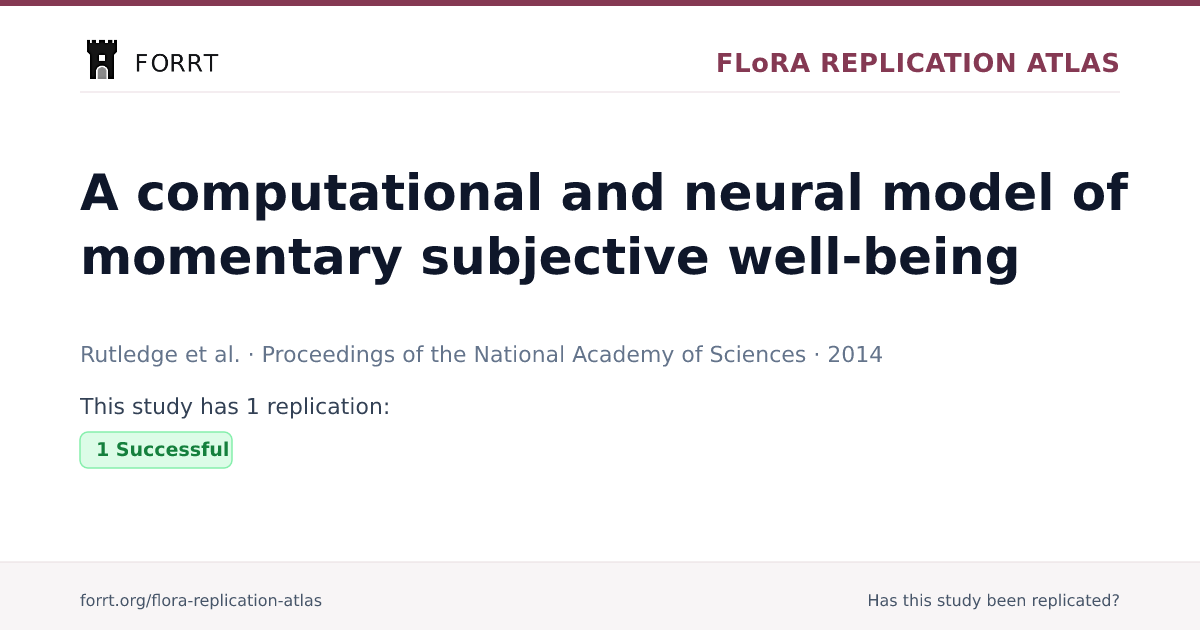 FORRT
FLoRA REPLICATION ATLAS
A computational and neural model of
momentary subjective well-being
Rutledge et al. · Proceedings of the National Academy of Sciences · 2014
This study has 1 replication:
1 Successful
forrt.org/flora-replication-atlas
Has this study been replicated?